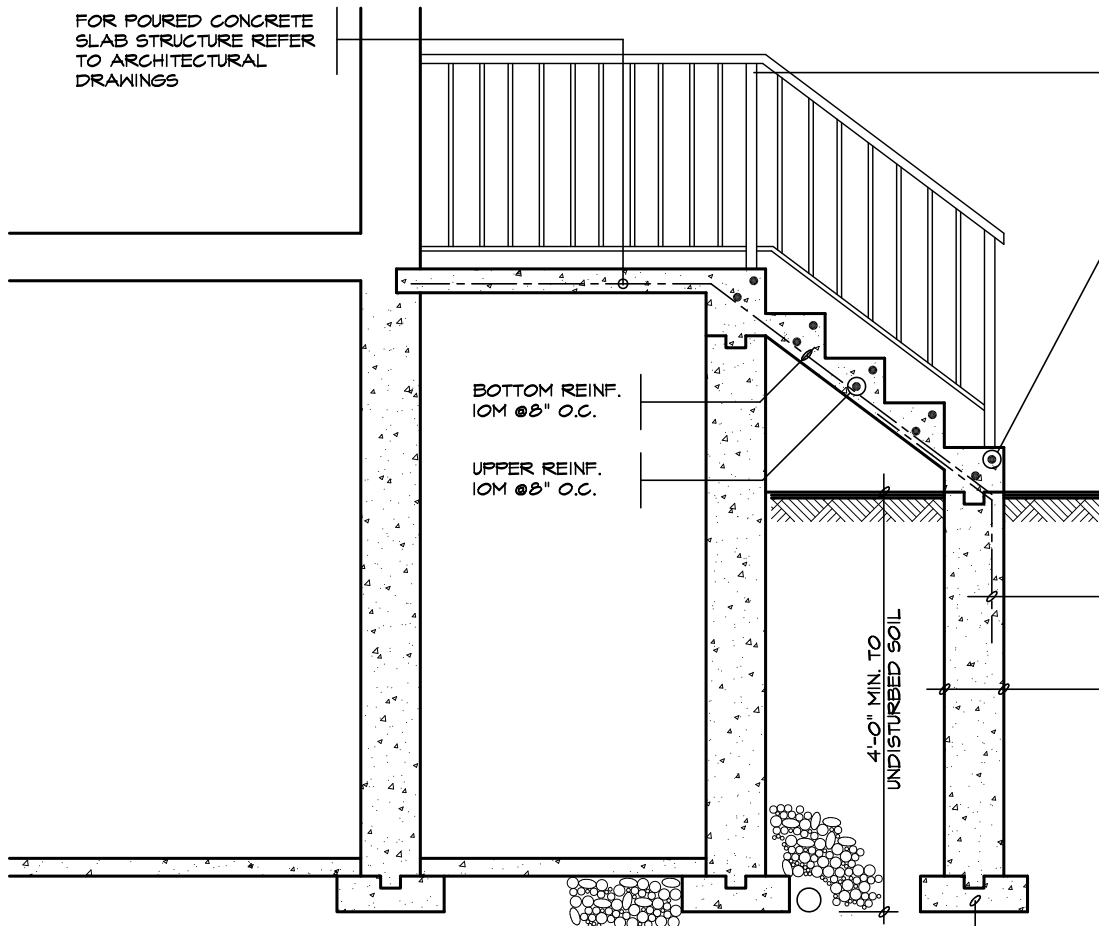 FOR POURED CONCRETE
SLAB STRUCTURE REFER
TO ARCHITECTURAL
DRAWINGS
BOTTOM REINF.
10M @8" O.C.
UPPER REINF.
10M @8" O.C.
4'-0" MIN. TO
UNDISTURBED SOIL